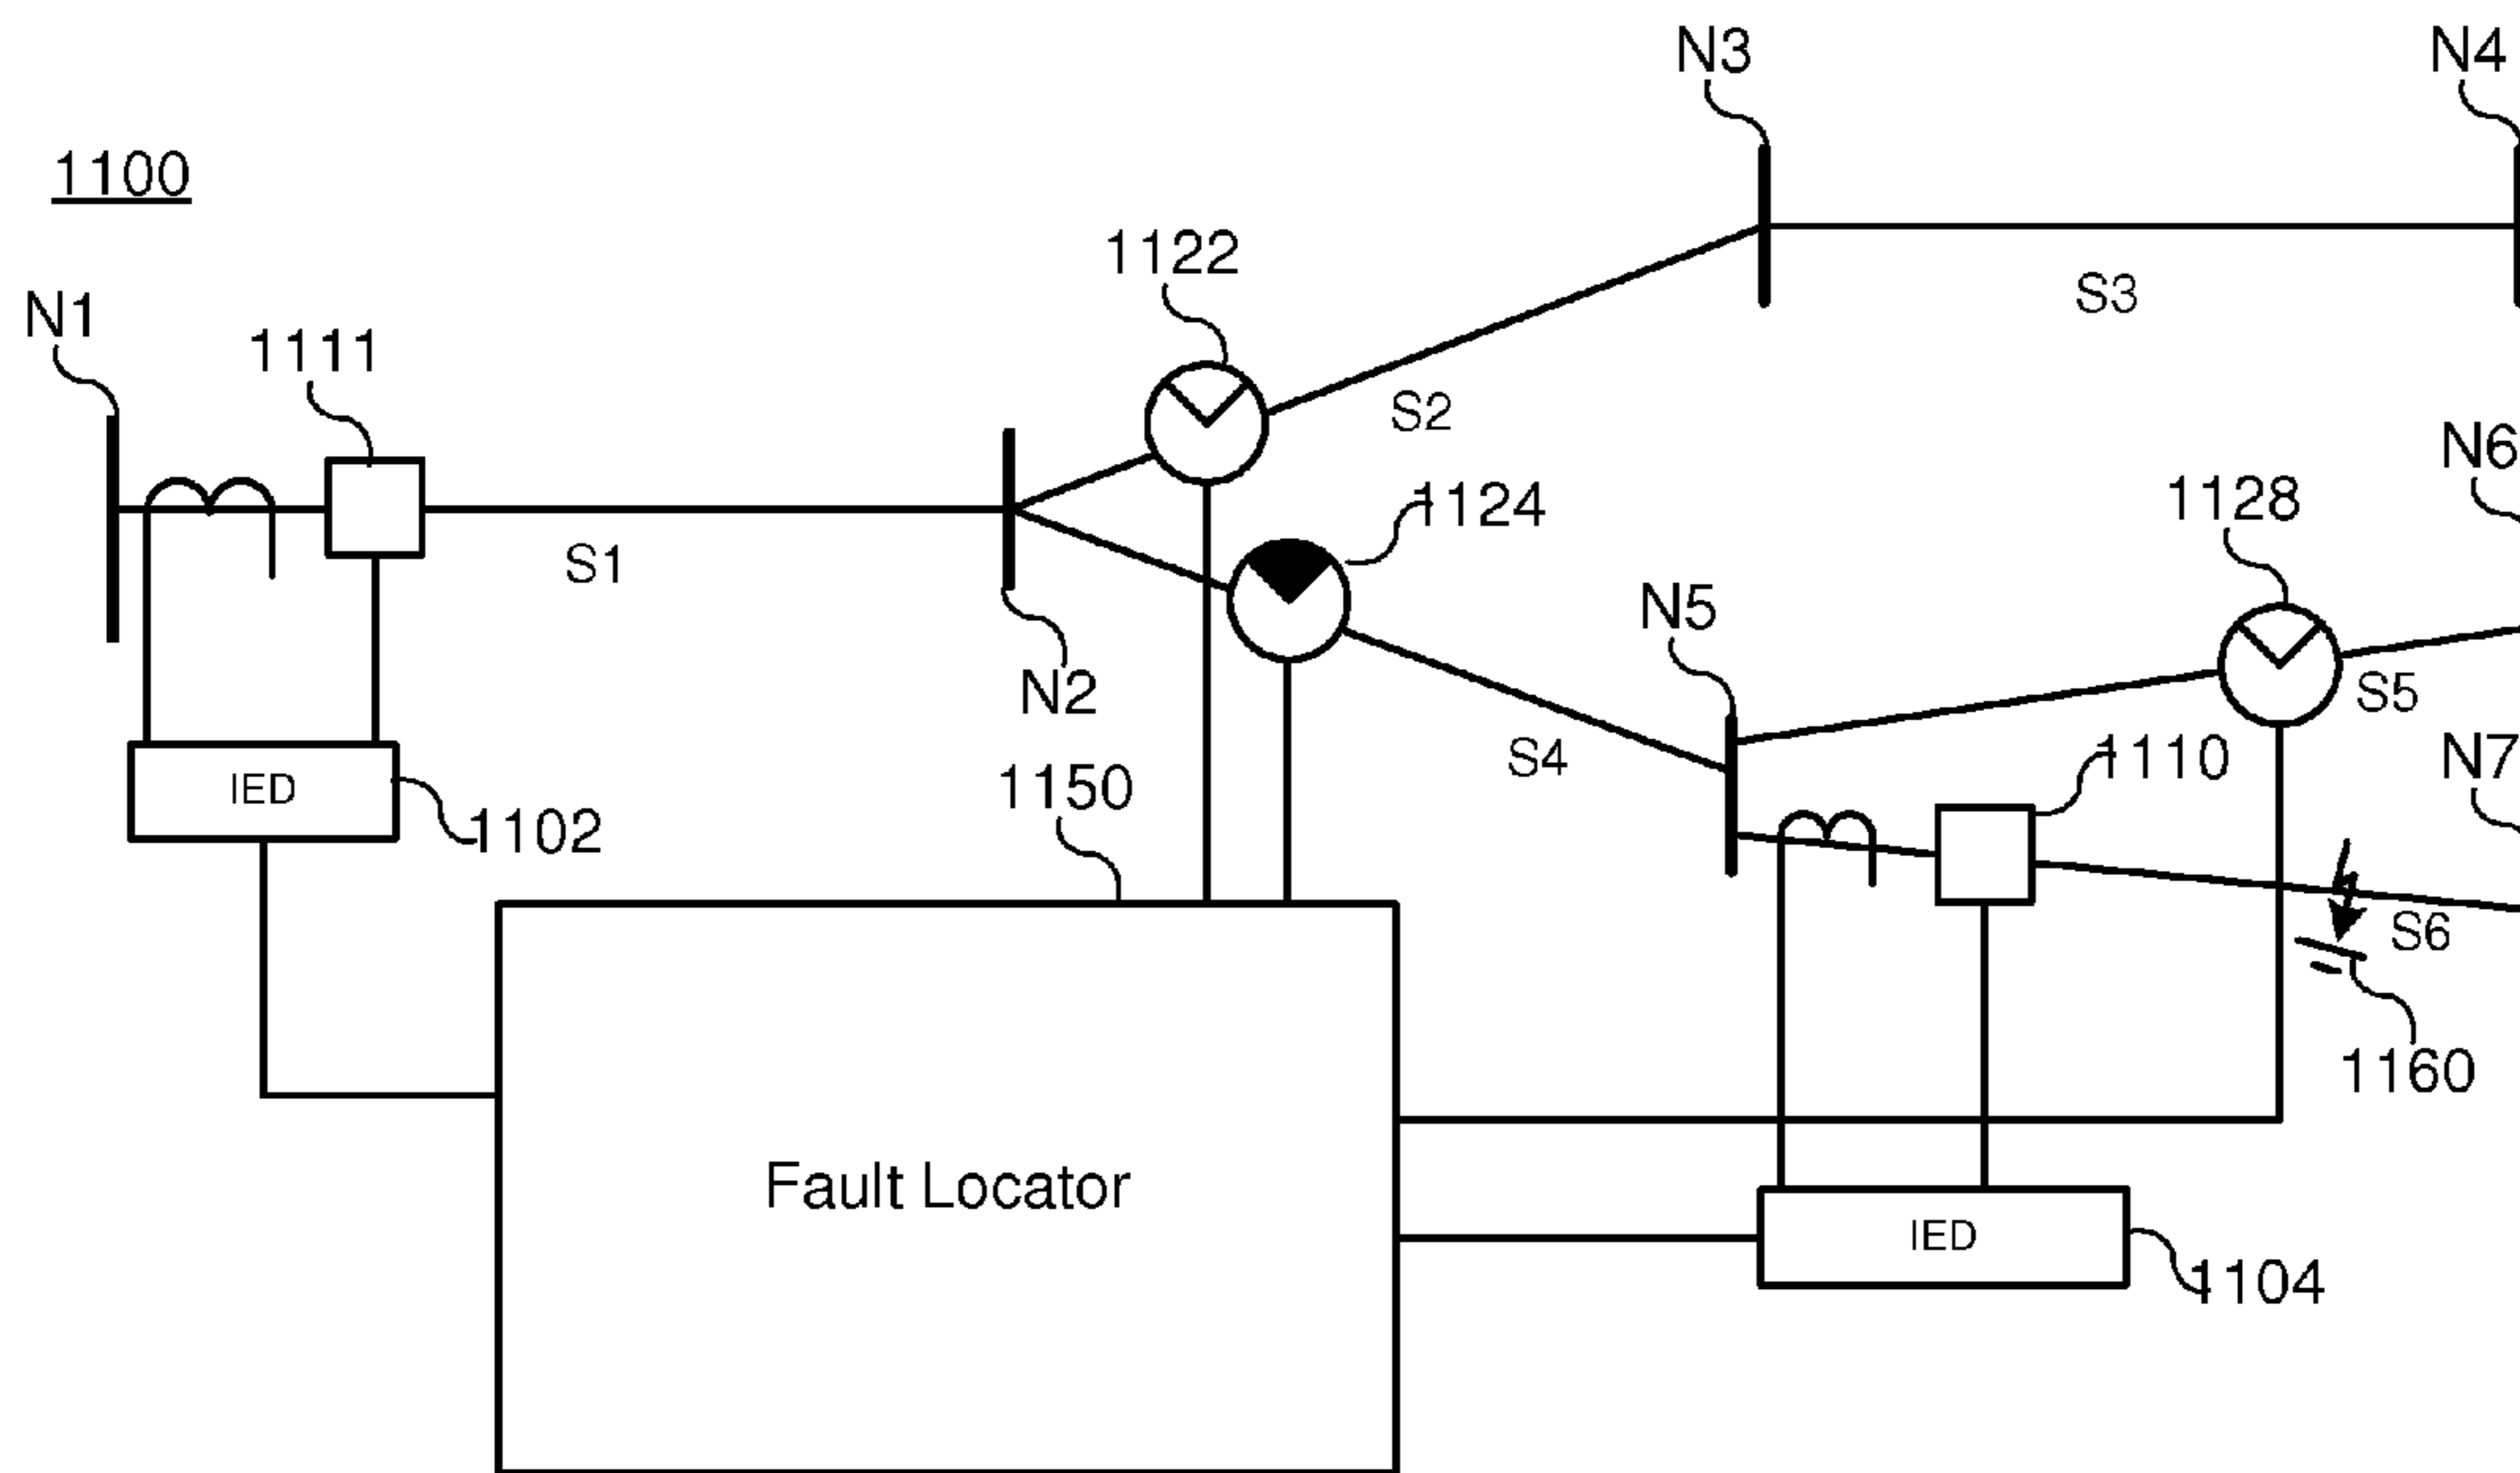 N3
N4
1100
1122
N1
1111
S3
S2
N6
1128
1124
S1
N5
N2
S5
S4
1150
1110
N7
IED
1102
S6
1160
Fault Locator
IED
1104